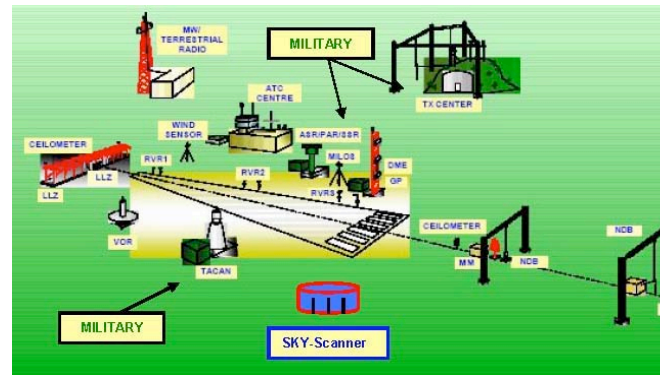 MW/
TERRESTRIAL
RADIO
MILITARY
TX CENTER
ATC
CENTRE
WIND
SENSOR
ASR/PAR/SSR
CEILOMETER
RVR1
MILOS
DME
LLZ
RVR2
GP
LLZ
RVR3
CEILOMETER
NDB
VOR
MM
NDB
TACAN
MILITARY
SKY-Scanner